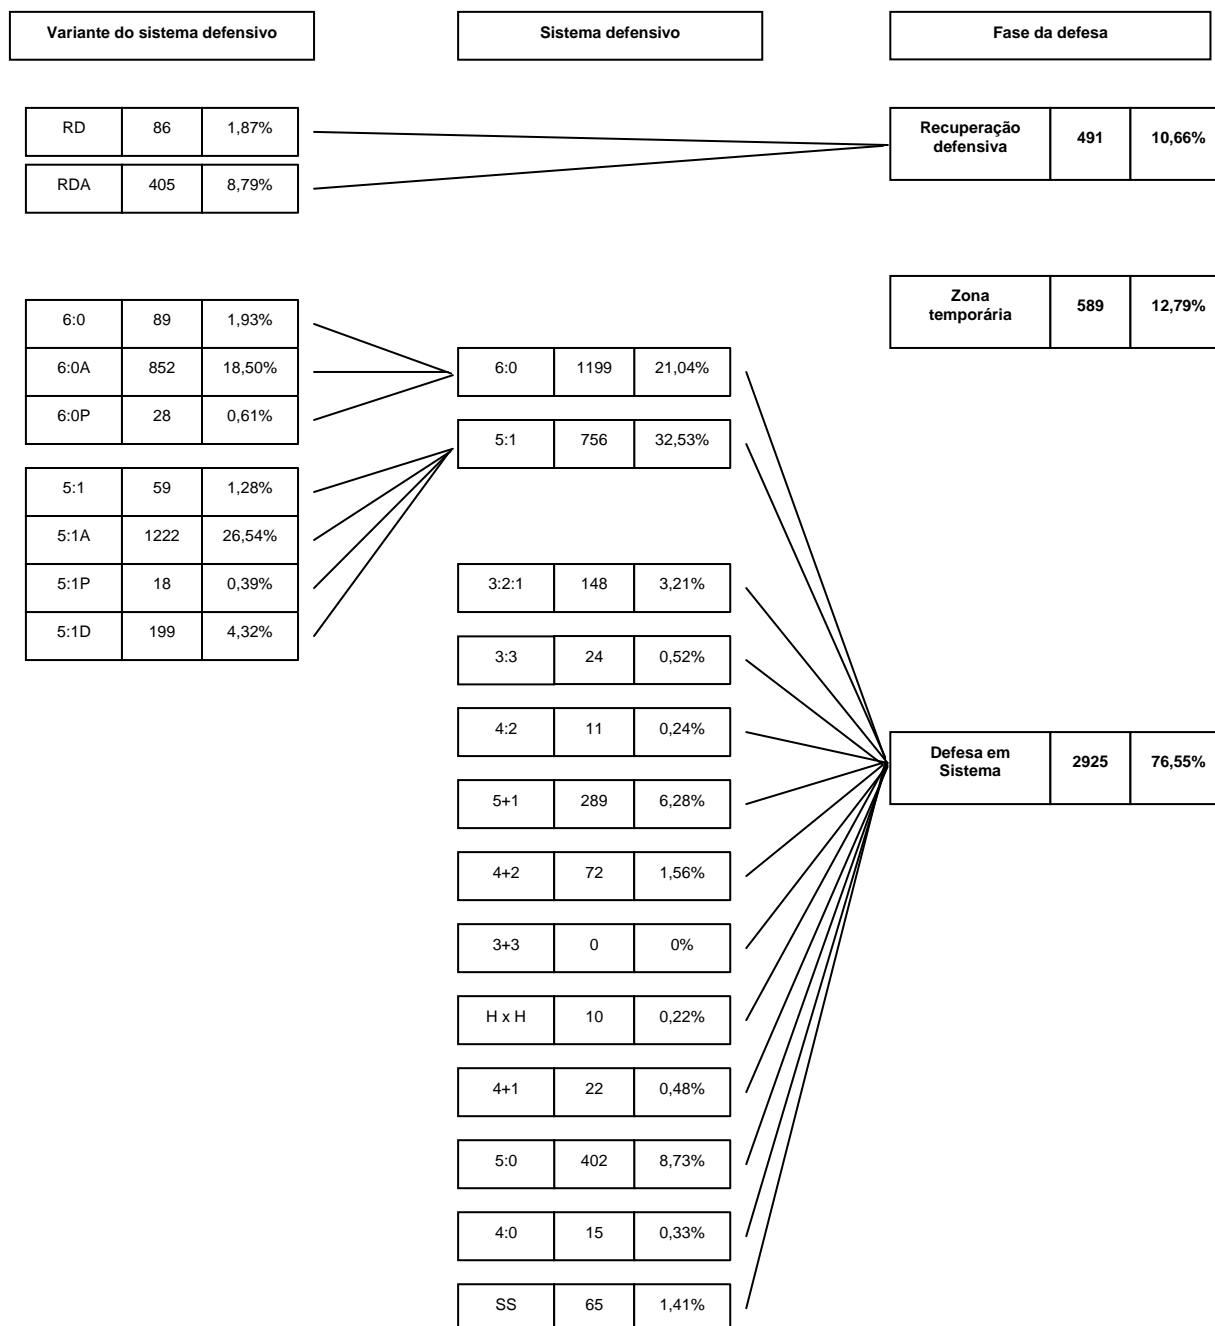 Variante do sistema defensivo
Sistema defensivo
Fase da defesa
RD 86 1,87%
RDA 405 8,79%
Recuperação
defensiva
491 10,66%
Zona
temporária
589 12,79%
6:0 89 1,93%
6:0A 852 18,50%
6:0P 28 0,61%
5:1 59 1,28%
5:1A 1222 26,54%
5:1P 18 0,39%
5:1D 199 4,32%
6:0 1199 21,04%
5:1 756 32,53%
3:2:1 148 3,21%
3:3 24 0,52%
4:2 11 0,24%
5+1 289 6,28%
4+2 72 1,56%
3+3 0 0%
H x H 10 0,22%
4+1 22 0,48%
5:0 402 8,73%
4:0 15 0,33%
SS 65 1,41%
Defesa em
Sistema
2925 76,55%